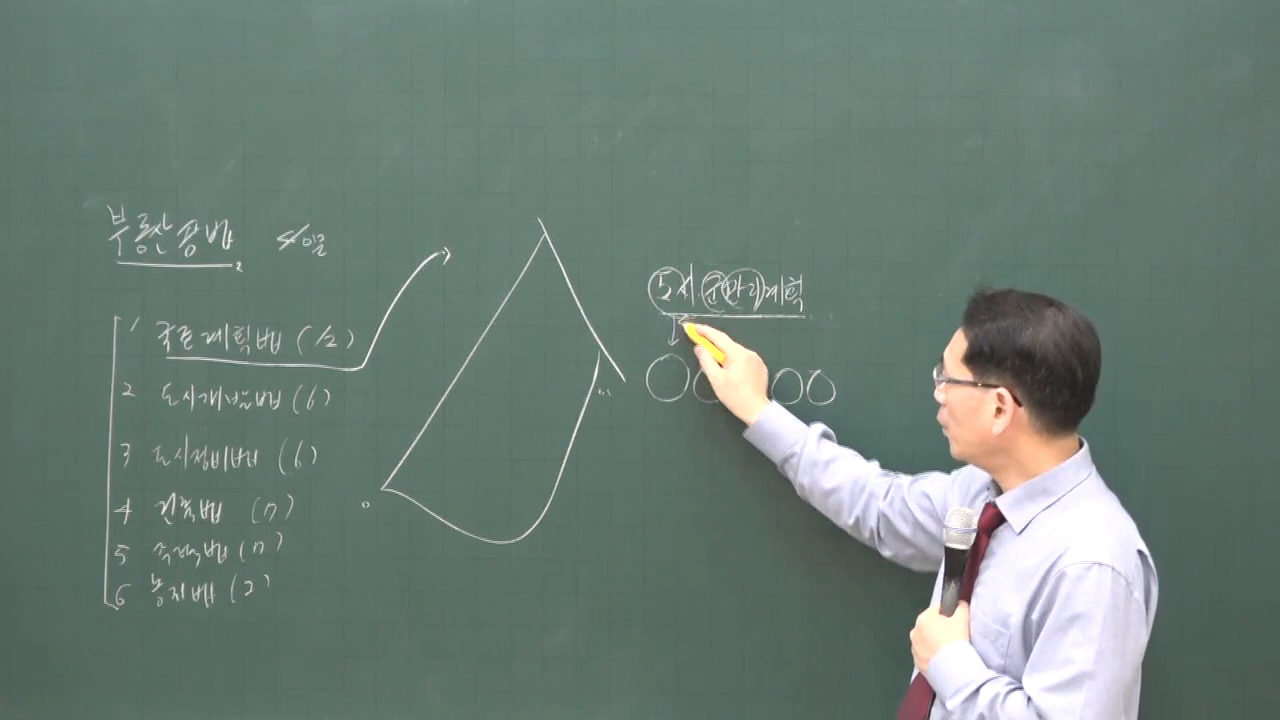 부동산공법
1 국토계획법 (12)
2 도시개발법 (6)
3 도시정비법 (6)
4 건축법 (7)
5 주택법 (7)
6 농지법 (2)
도시.군관리계획